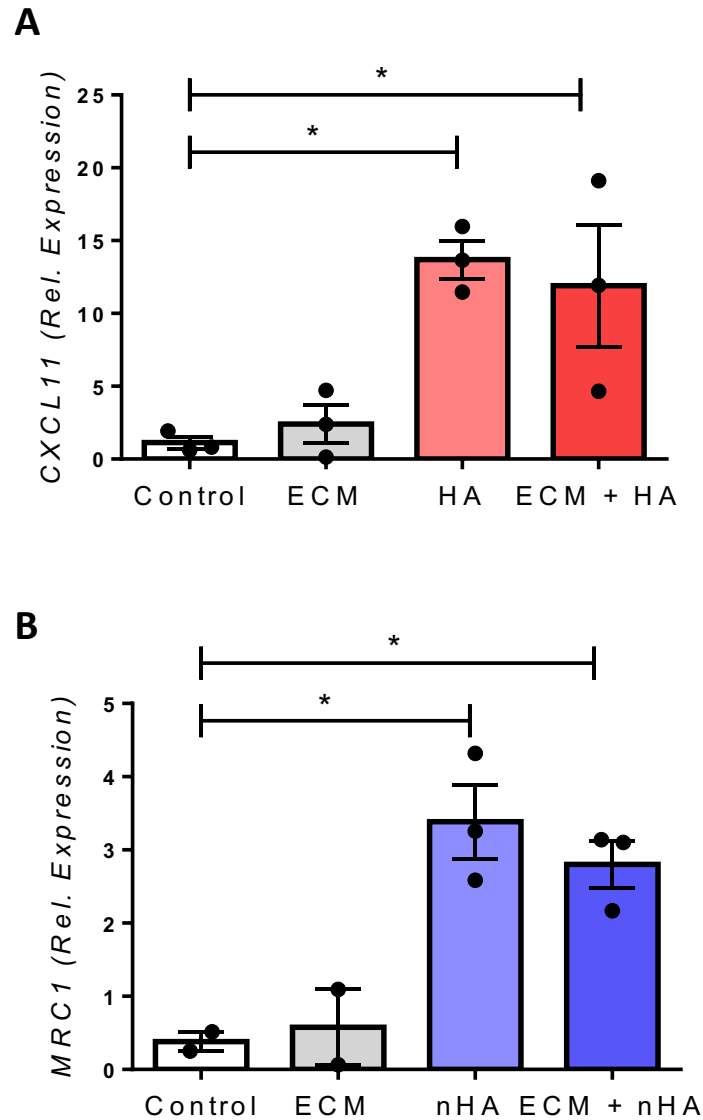 A
CXCL11 (Rel. Expression)
25
20
15
10
5
0
*
*
Control ECM HA ECM + HA
B
MRC1 (Rel. Expression)
5
4
3
2
1
0
*
*
Control ECM nHA ECM + nHA